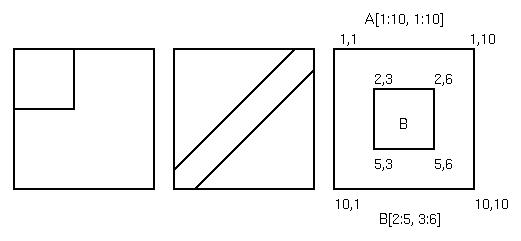 A[1:10, 1:10]
1,1 1,10
2,3 2,6
B
5,3 5,6
10,1 10,10
B[2:5, 3:6]